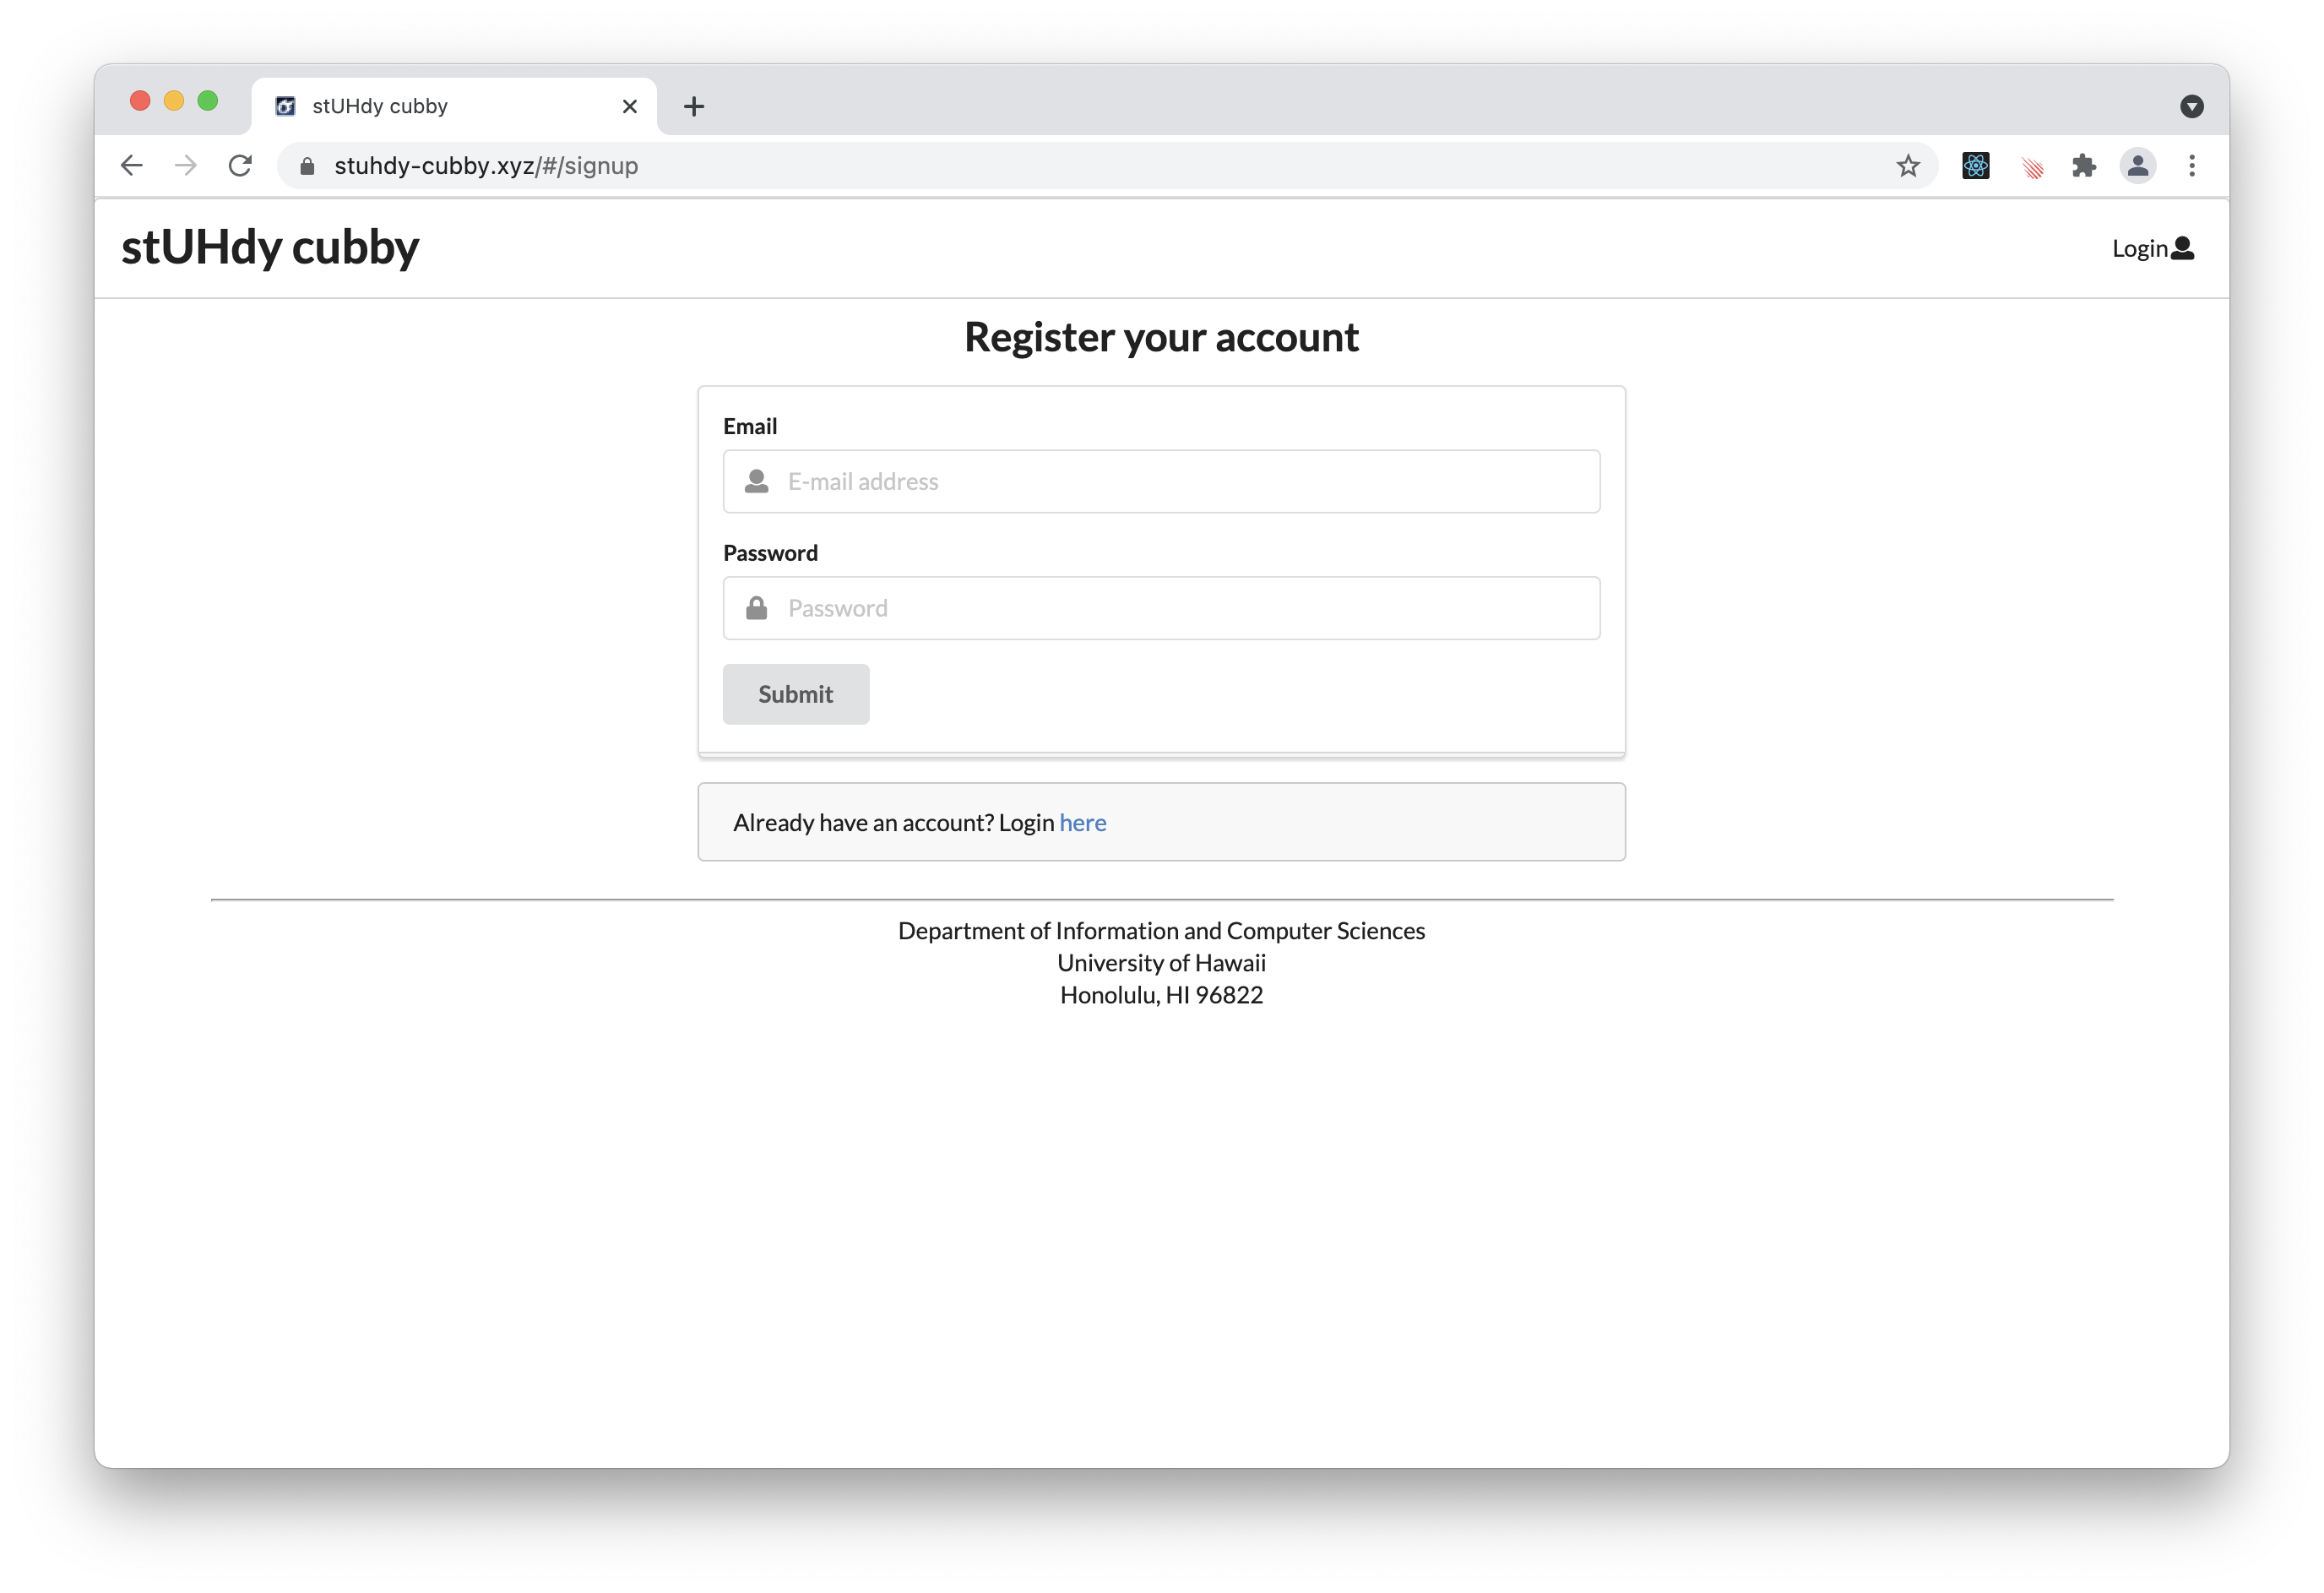 stUHdy cubby
stuhdy-cubby.xyz/#/signup
stUHdy cubby
Login
Register your account
Email
E-mail address
Password
Password
Submit
Already have an account? Login here
Department of Information and Computer Sciences
University of Hawaii
Honolulu, HI 96822